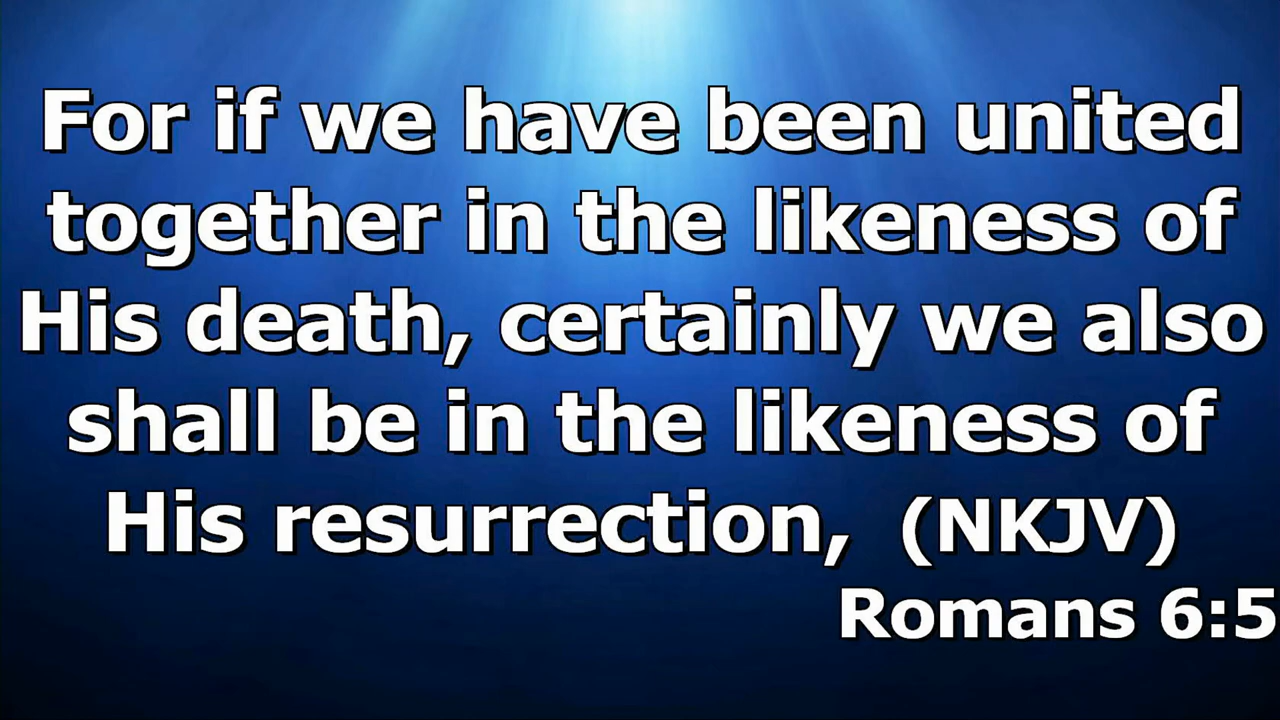 For if we have been united
together in the likeness of
His death, certainly we also
shall be in the likeness of
His resurrection, (NKJV)
Romans 6:5